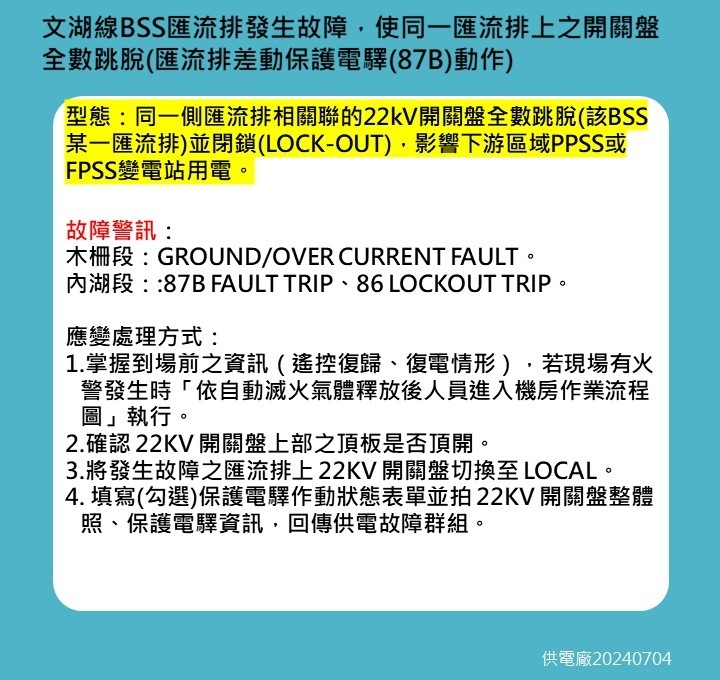 文湖線BSS匯流排發生故障，使同一匯流排上之開關盤
全數跳脫(匯流排差動保護電驛(87B)動作)
型態：同一側匯流排相關聯的22kV開關盤全數跳脫(該BSS
某一匯流排)並閉鎖(LOCK-OUT)，影響下游區域PPSS或
FPSS變電站用電。
故障警訊：
木柵段：GROUND/OVER CURRENT FAULT。
內湖段：:87B FAULT TRIP、86 LOCKOUT TRIP。
應變處理方式：
1.掌握到場前之資訊（遙控復歸、復電情形），若現場有火
警發生時「依自動滅火氣體釋放後人員進入機房作業流程
圖」執行。
2.確認 22KV 開關盤上部之頂板是否頂開。
3.將發生故障之匯流排上 22KV 開關盤切換至 LOCAL。
4. 填寫(勾選)保護電驛作動狀態表單並拍 22KV 開關盤整體
照、保護電驛資訊，回傳供電故障群組。
供電廠20240704